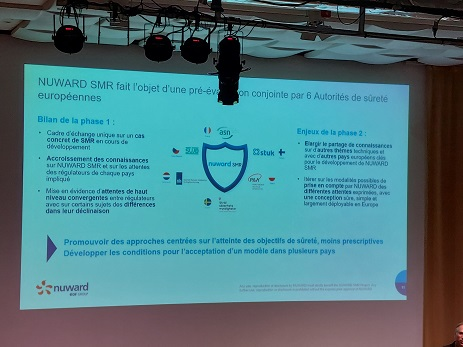 NUWARD SMR fait l'objet d'une pré-év on conjointe par 6 Autorités de sûreté
européennes
Bilan de la phase 1 :
Cadre d'échange unique sur un cas
concret de SMR en cours de
développement
Accroissement des connaissances
sur NUWARD SMR et sur les attentes
des régulateurs de chaque pays
impliqué
Mise en évidence d'attentes de haut
niveau convergentes entre régulateurs
avec sur certains sujets des différences
dans leur déclinaison
asn
SUJB
stuk
nuward SMR
PAA
Enjeux de la phase 2 :
Elargir le partage de connaissances
sur d'autres thèmes techniques et
avec d'autres pays européens clés
pour le développement de NUWARD
SMR
sur les modalités possibles de
prise en compte par NUWARD des
différentes attentes exprimées, avec
une conception sûre, simple et
largement déployable en Europe
Promouvoir des approches centrées sur l'atteinte des objectifs de sûreté, moins prescriptives
Développer les conditions pour l'acceptation d'un modèle dans plusieurs pays
nuward